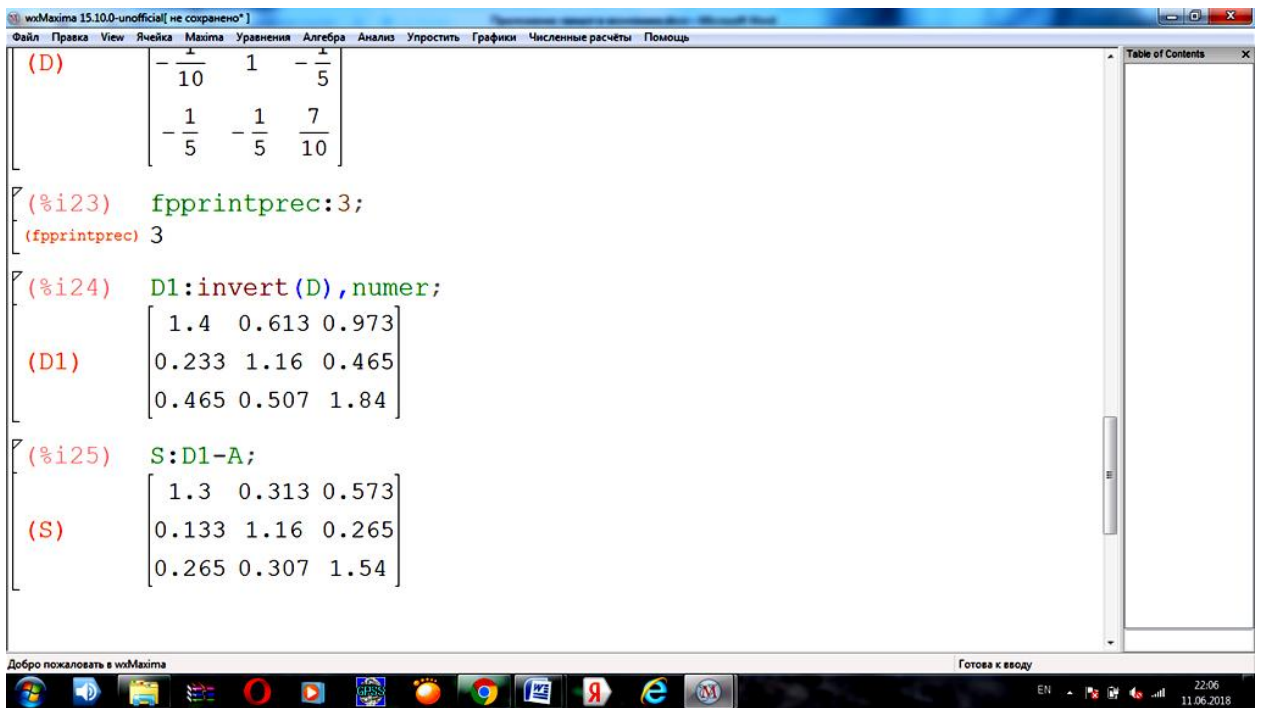 wxMaxima 15.10.0-unofficial[ не сохранено* ]
Файл Правка View Ячейка Maxima Уравнения Алгебра Анализ Упростить Графики Численные расчёты Помощь
Table of Contents
(D)
- 1/10 1 - 1/5
- 1/5 - 1/5 7/10
(%i23) fpprintprec:3;
(fpprintprec) 3
(%i24) D1:invert(D),numer;
1.4 0.613 0.973
(D1) 0.233 1.16 0.465
0.465 0.507 1.84
(%i25) S:D1-A;
1.3 0.313 0.573
(S) 0.133 1.16 0.265
0.265 0.307 1.54
Добро пожаловать в wxMaxima
Готова к вводу
GPSS
W
Я
M
EN
22:06
11.06.2018